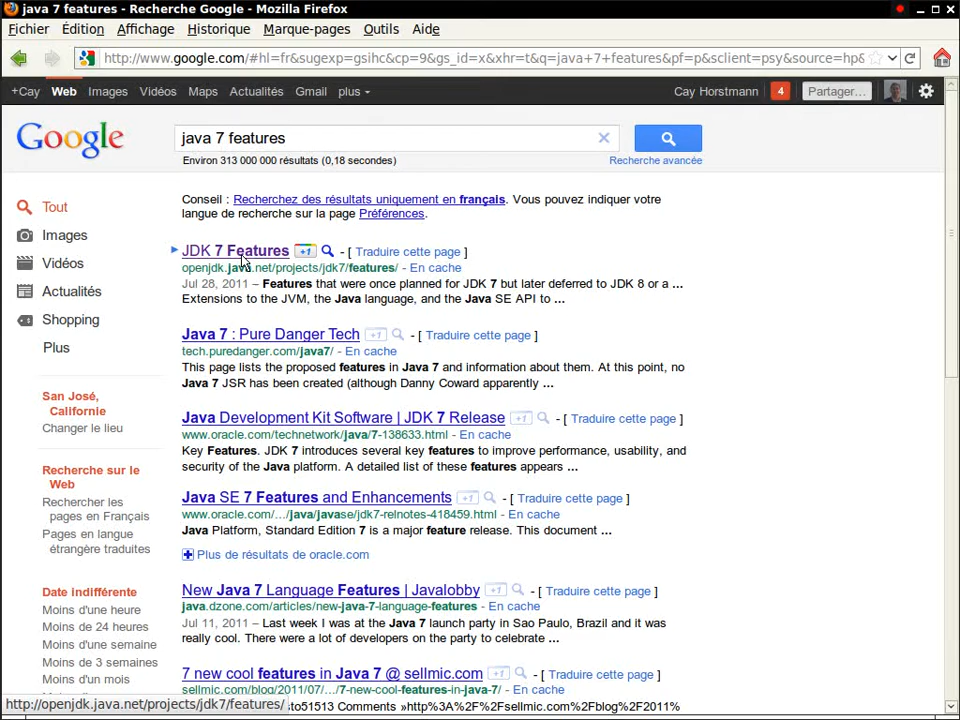 java 7 features - Recherche Google - Mozilla Firefox
Fichier Édition Affichage Historique Marque-pages Outils Aide
http://www.google.com/#hl=fr&sugexp=gsihc&cp=9&gs_id=x&xhr=t&q=java+7+features&pf=p&sclient=psy&source=hp&
+Cay Web Images Vidéos Maps Actualités Gmail plus Cay Horstmann 4 Partager...
Google java 7 features
Environ 313 000 000 résultats (0,18 secondes) Recherche avancée
Conseil : Recherchez des résultats uniquement en français. Vous pouvez indiquer votre
langue de recherche sur la page Préférences.
Tout
Images
Vidéos
Actualités
Shopping
Plus
San José,
Californie
Changer le lieu
Recherche sur le
Web
Rechercher les
pages en Français
Pages en langue
étrangère traduites
Date indifférente
Moins d'une heure
Moins de 24 heures
Moins d'une semaine
Moins de 3 semaines
Moins d'un mois
JDK 7 Features +1 - [ Traduire cette page ]
openjdk.java.net/projects/jdk7/features/ - En cache
Jul 28, 2011 – Features that were once planned for JDK 7 but later deferred to JDK 8 or a ...
Extensions to the JVM, the Java language, and the Java SE API to ...
Java 7 : Pure Danger Tech +1 - [ Traduire cette page ]
tech.puredanger.com/java7/ - En cache
This page lists the proposed features in Java 7 and information about them. At this point, no
Java 7 JSR has been created (although Danny Coward apparently ...
Java Development Kit Software | JDK 7 Release +1 - [ Traduire cette page ]
www.oracle.com/technetwork/java/7-138633.html - En cache
Key Features. JDK 7 introduces several key features to improve performance, usability, and
security of the Java platform. A detailed list of these features appears ...
Java SE 7 Features and Enhancements +1 - [ Traduire cette page ]
www.oracle.com/.../java/javase/jdk7-relnotes-418459.html - En cache
Java Platform, Standard Edition 7 is a major feature release. This document ...
Plus de résultats de oracle.com
New Java 7 Language Features | Javalobby +1 - [ Traduire cette page ]
java.dzone.com/articles/new-java-7-language-features - En cache
Jul 11, 2011 – Last week I was at the Java 7 launch party in Sao Paulo, Brazil and it was
really cool. There were a lot of developers on the party to celebrate ...
7 new cool features in Java 7 @ sellmic.com +1 - [ Traduire cette page ]
sellmic.com/blog/2011/07/.../7-new-cool-features-in-java-7/ - En cache
http://openjdk.java.net/projects/jdk7/features/ sto51513 Comments »http%3A%2F%2Fsellmic.com%2Fblog%2F2011%